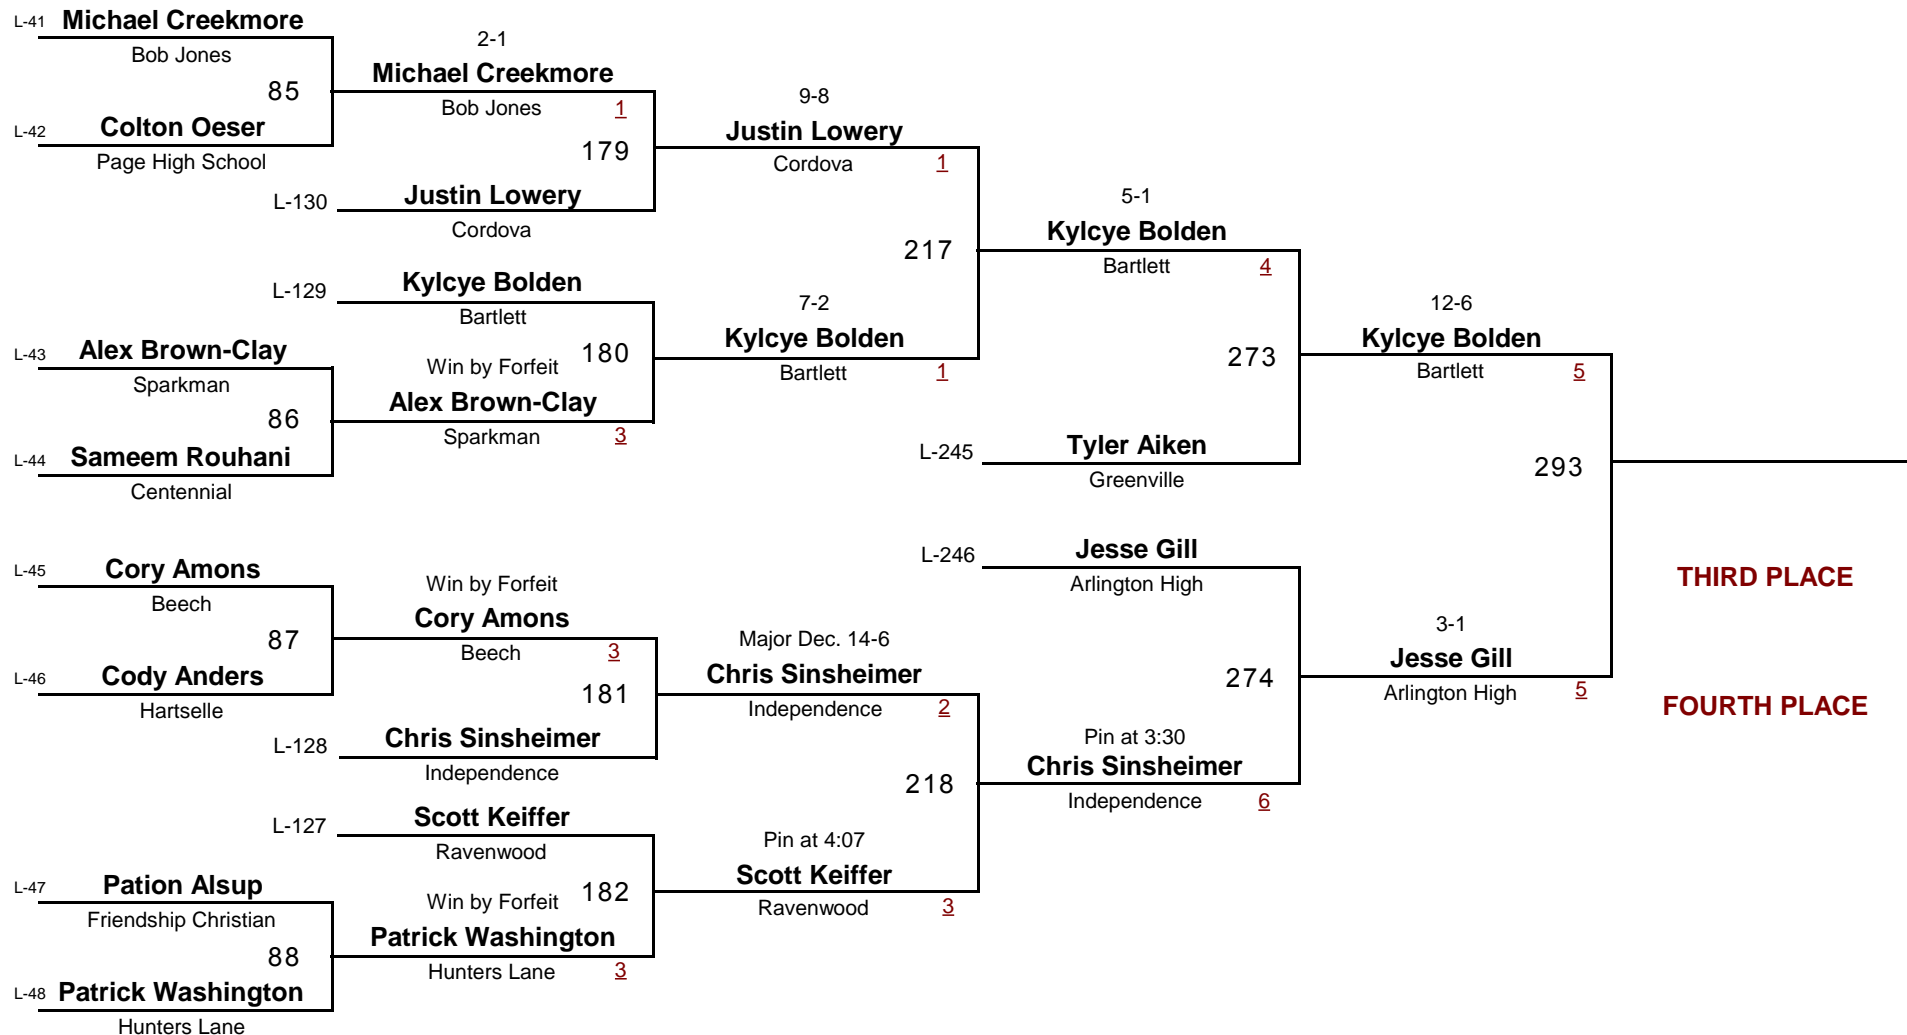 L-41 Michael Creekmore
Bob Jones
85
L-42 Colton Oeser
Page High School
2-1
Michael Creekmore
Bob Jones 1
179
L-130 Justin Lowery
Cordova
9-8
Justin Lowery
Cordova 1
217
L-129 Kylcye Bolden
Bartlett
180
L-43 Alex Brown-Clay
Sparkman
86
L-44 Sameem Rouhani
Centennial
Win by Forfeit
Alex Brown-Clay
Sparkman 3
7-2
Kylcye Bolden
Bartlett 1
5-1
Kylcye Bolden
Bartlett 4
273
L-245 Tyler Aiken
Greenville
12-6
Kylcye Bolden
Bartlett 5
293
L-45 Cory Amons
Beech
87
L-46 Cody Anders
Hartselle
Win by Forfeit
Cory Amons
Beech 3
181
L-128 Chris Sinsheimer
Independence
Major Dec. 14-6
Chris Sinsheimer
Independence 2
218
L-127 Scott Keiffer
Ravenwood
182
L-47 Pation Alsup
Friendship Christian
88
L-48 Patrick Washington
Hunters Lane
Win by Forfeit
Patrick Washington
Hunters Lane 3
Pin at 4:07
Scott Keiffer
Ravenwood 3
L-246 Jesse Gill
Arlington High
274
Pin at 3:30
Chris Sinsheimer
Independence 6
3-1
Jesse Gill
Arlington High 5
THIRD PLACE
FOURTH PLACE